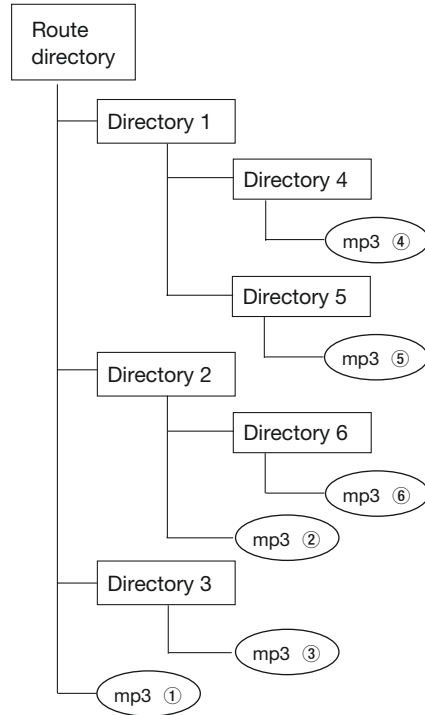 Route
directory
Directory 1
Directory 4
mp3 ④
Directory 5
mp3 ⑤
Directory 2
Directory 6
mp3 ⑥
mp3 ②
Directory 3
mp3 ③
mp3 ①